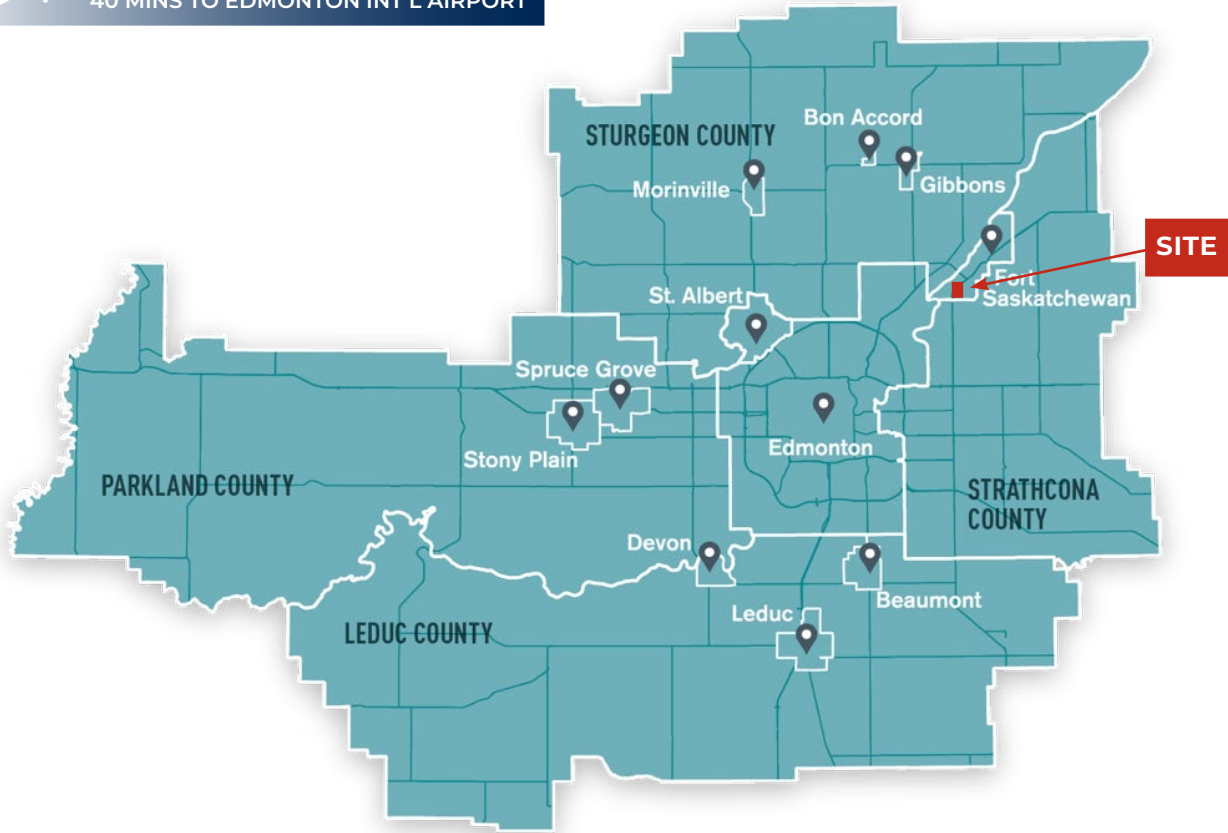 40 MINS TO EDMONTON INT'L AIRPORT
Bon Accord
STURGEON COUNTY
Morinville
Gibbons
SITE
Fort
Saskatchewan
St. Albert
Spruce Grove
Stony Plain
Edmonton
PARKLAND COUNTY
STRATHCONA
COUNTY
Devon
Beaumont
Leduc
LEDUC COUNTY